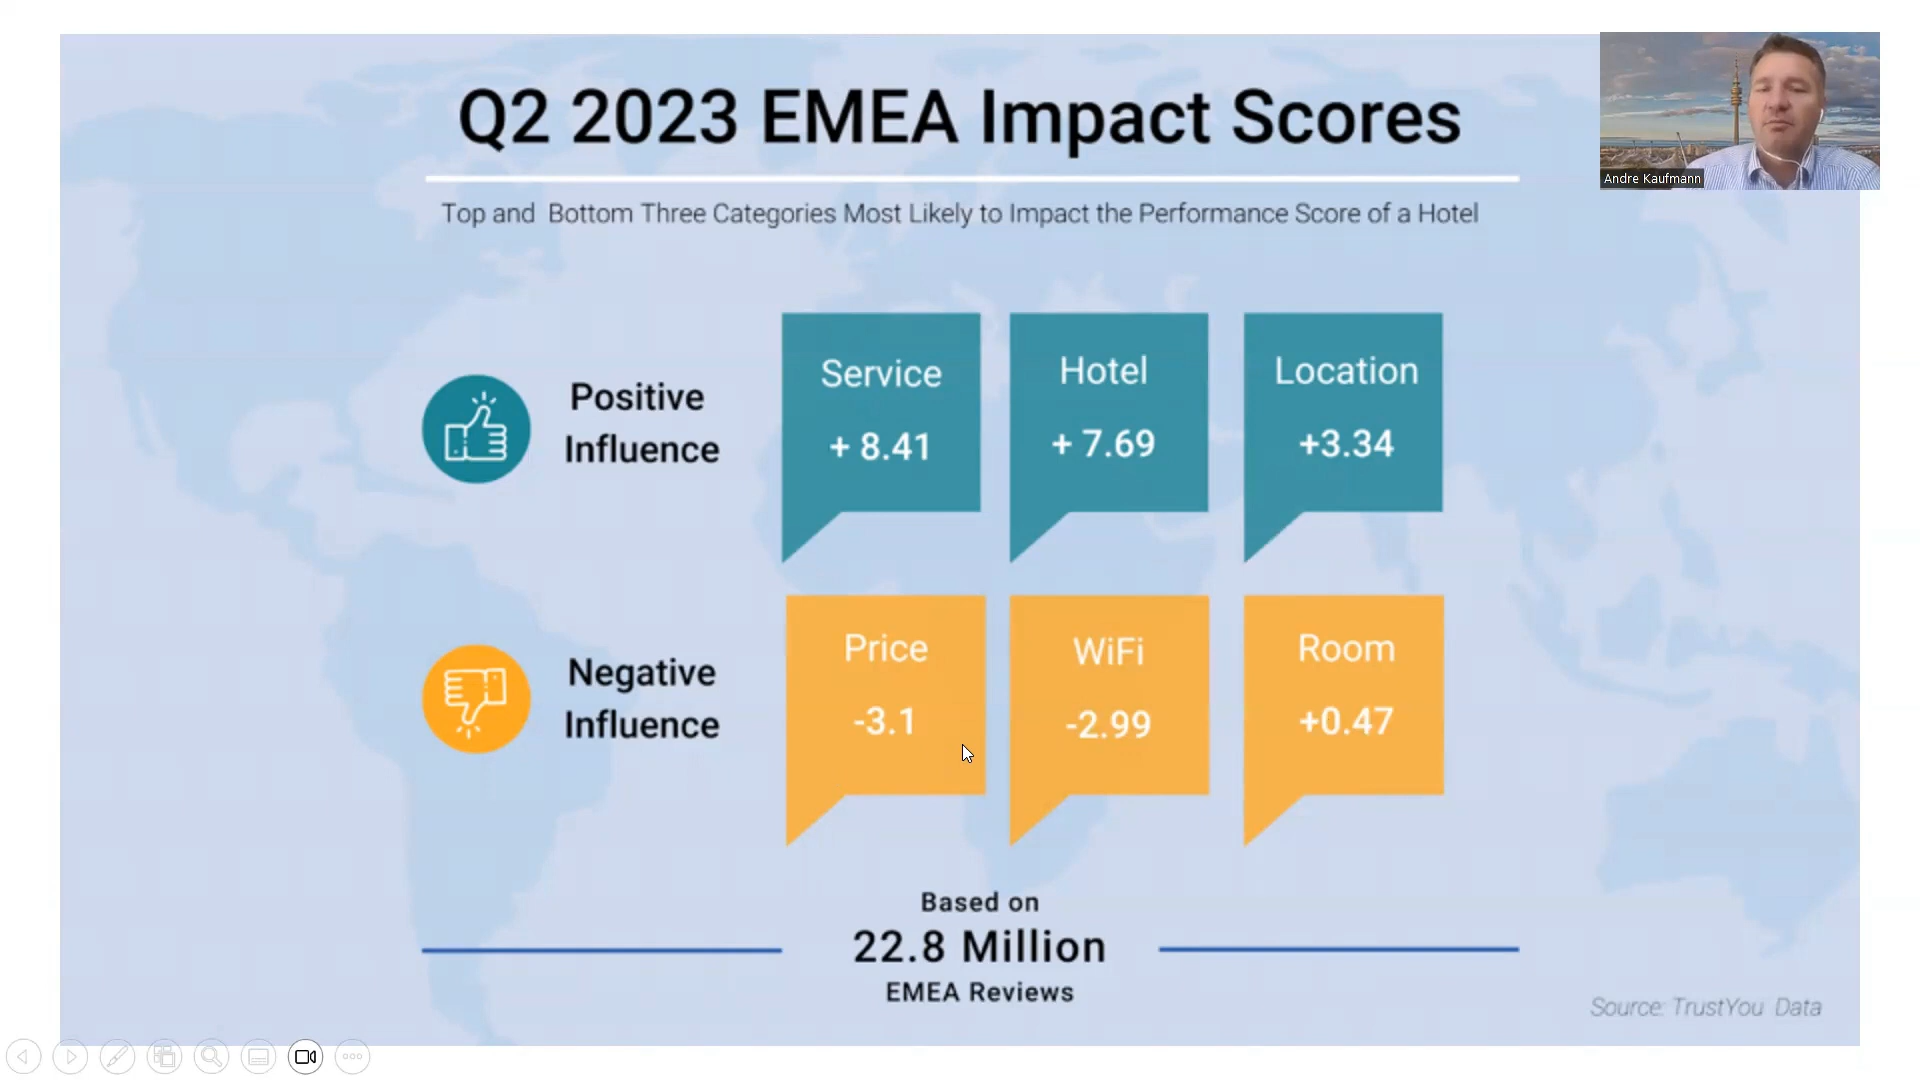 Q2 2023 EMEA Impact Scores
Andre Kaufmann
Top and Bottom Three Categories Most Likely to Impact the Performance Score of a Hotel
Positive
Influence
Service
+ 8.41
Hotel
+ 7.69
Location
+3.34
Negative
Influence
Price
-3.1
WiFi
-2.99
Room
+0.47
Based on
22.8 Million
EMEA Reviews
Source: TrustYou Data